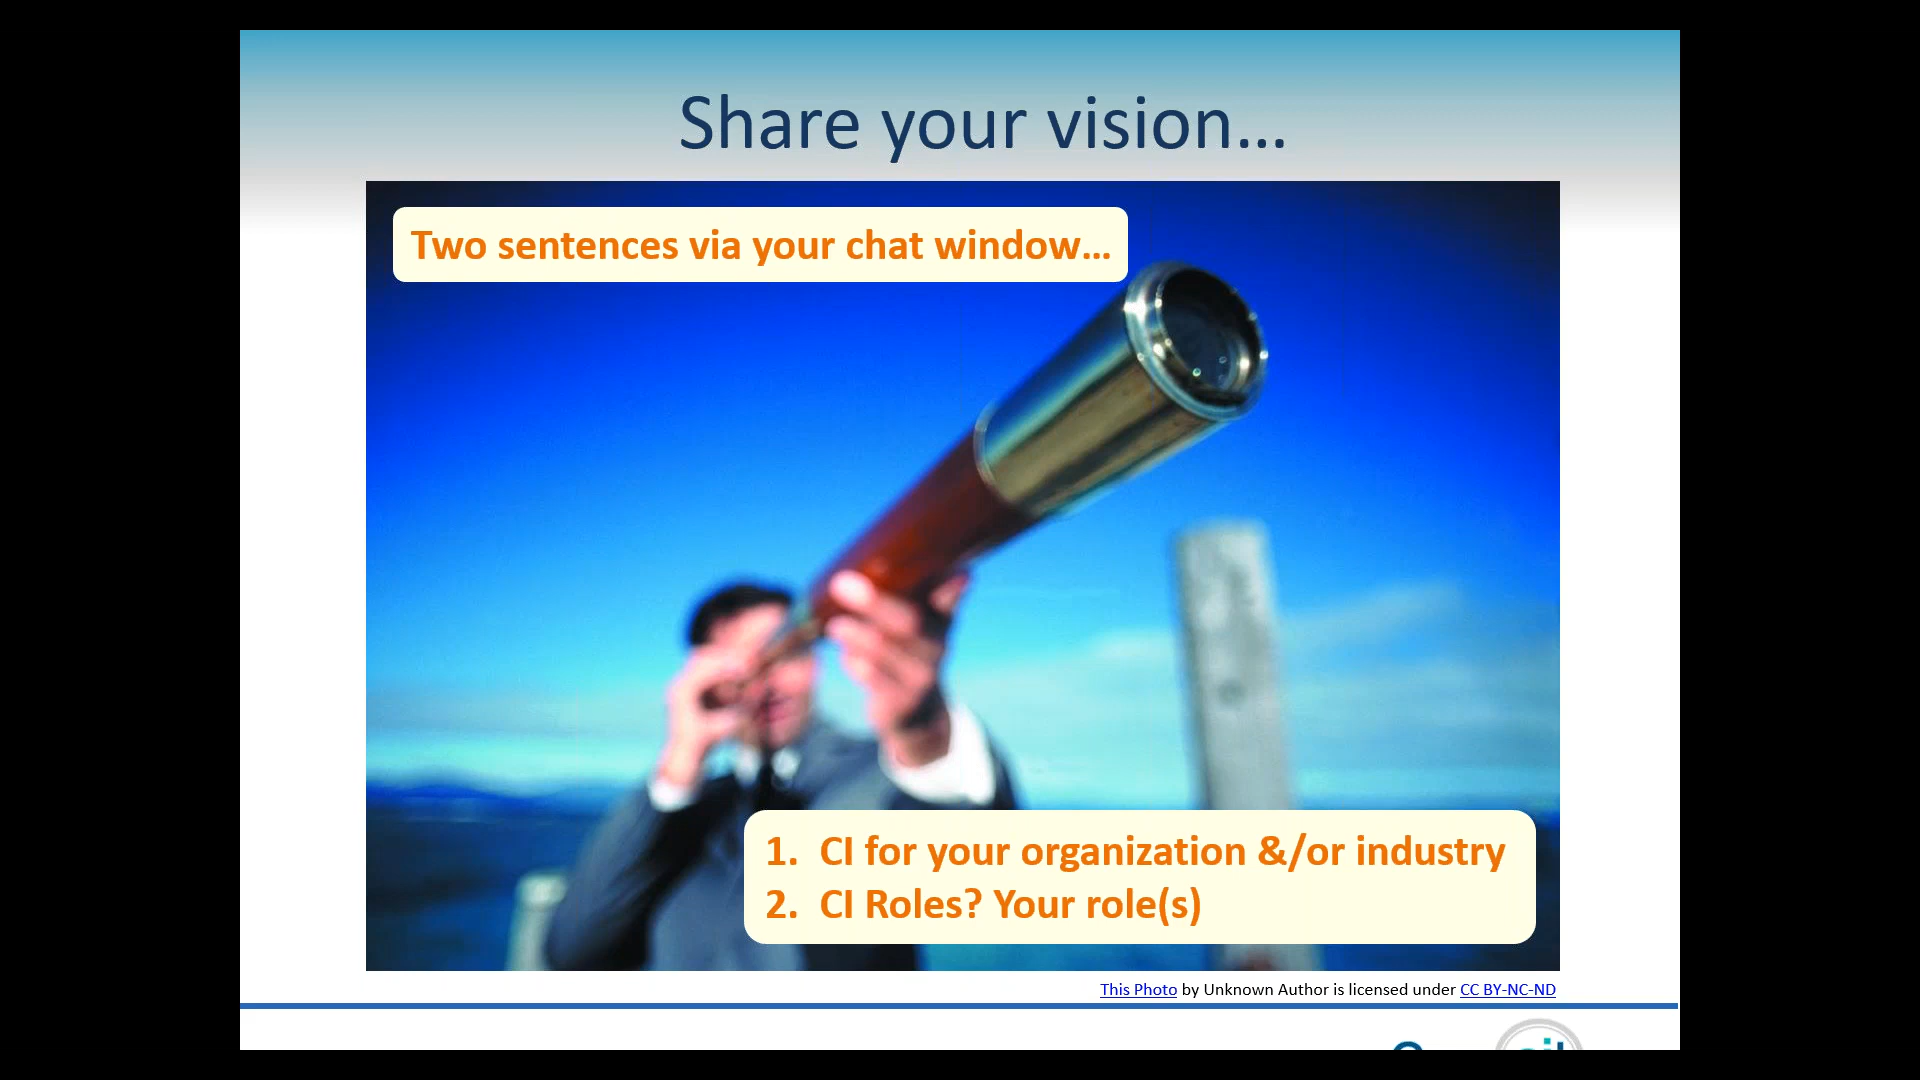 Share your vision...
Two sentences via your chat window...
1. CI for your organization &/or industry
2. CI Roles? Your role(s)
This Photo by Unknown Author is licensed under CC BY-NC-ND